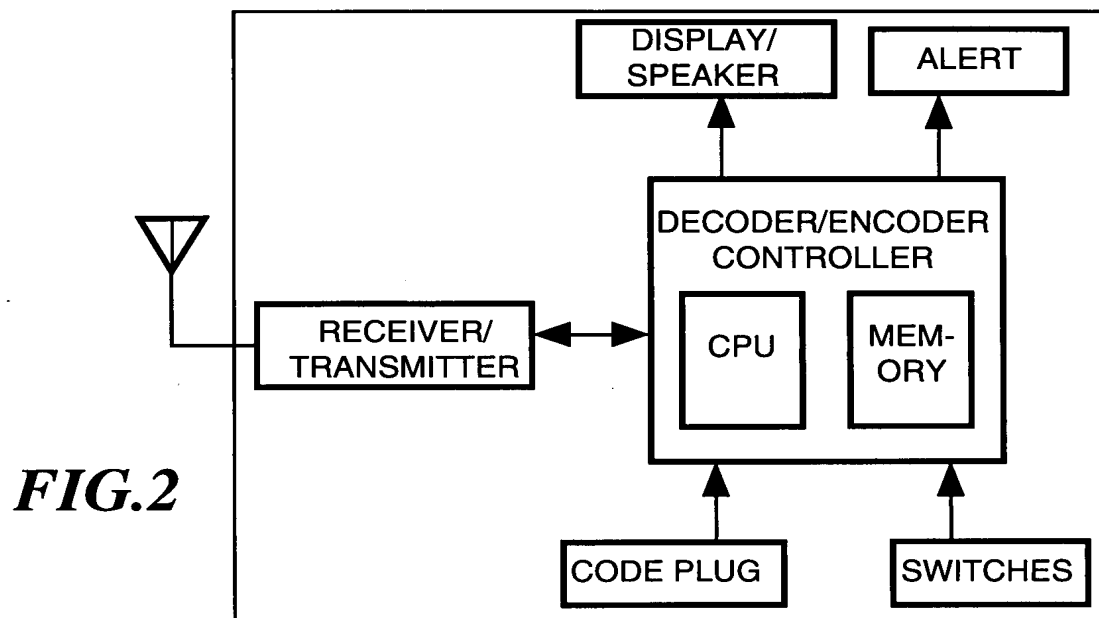 DISPLAY/
SPEAKER
ALERT
DECODER/ENCODER
CONTROLLER
RECEIVER/
TRANSMITTER
CPU
MEM-
ORY
FIG.2
CODE PLUG
SWITCHES